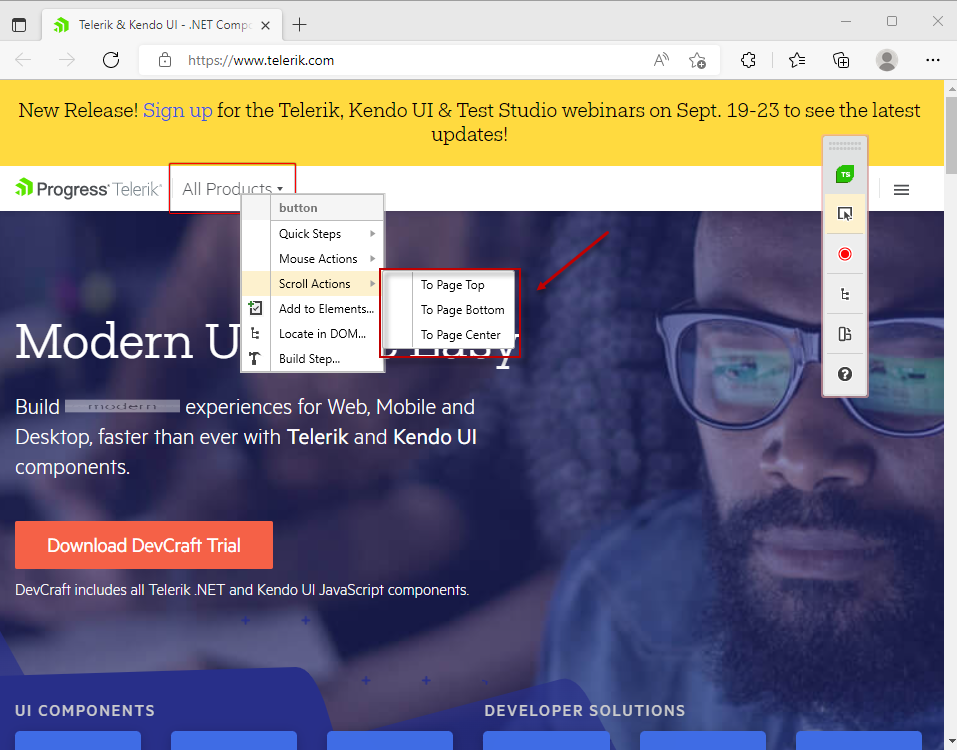 Telerik & Kendo UI - .NET Comp
https://www.telerik.com
New Release! Sign up for the Telerik, Kendo UI & Test Studio webinars on Sept. 19-23 to see the latest
updates!
Progress Telerik
All Products
TS
button
Quick Steps
Mouse Actions
Scroll Actions
Add to Elements...
Locate in DOM...
Build Step...
To Page Top
To Page Bottom
To Page Center
Modern U
Build modern experiences for Web, Mobile and
Desktop, faster than ever with Telerik and Kendo UI
components.
Download DevCraft Trial
DevCraft includes all Telerik .NET and Kendo UI JavaScript components.
UI COMPONENTS
DEVELOPER SOLUTIONS